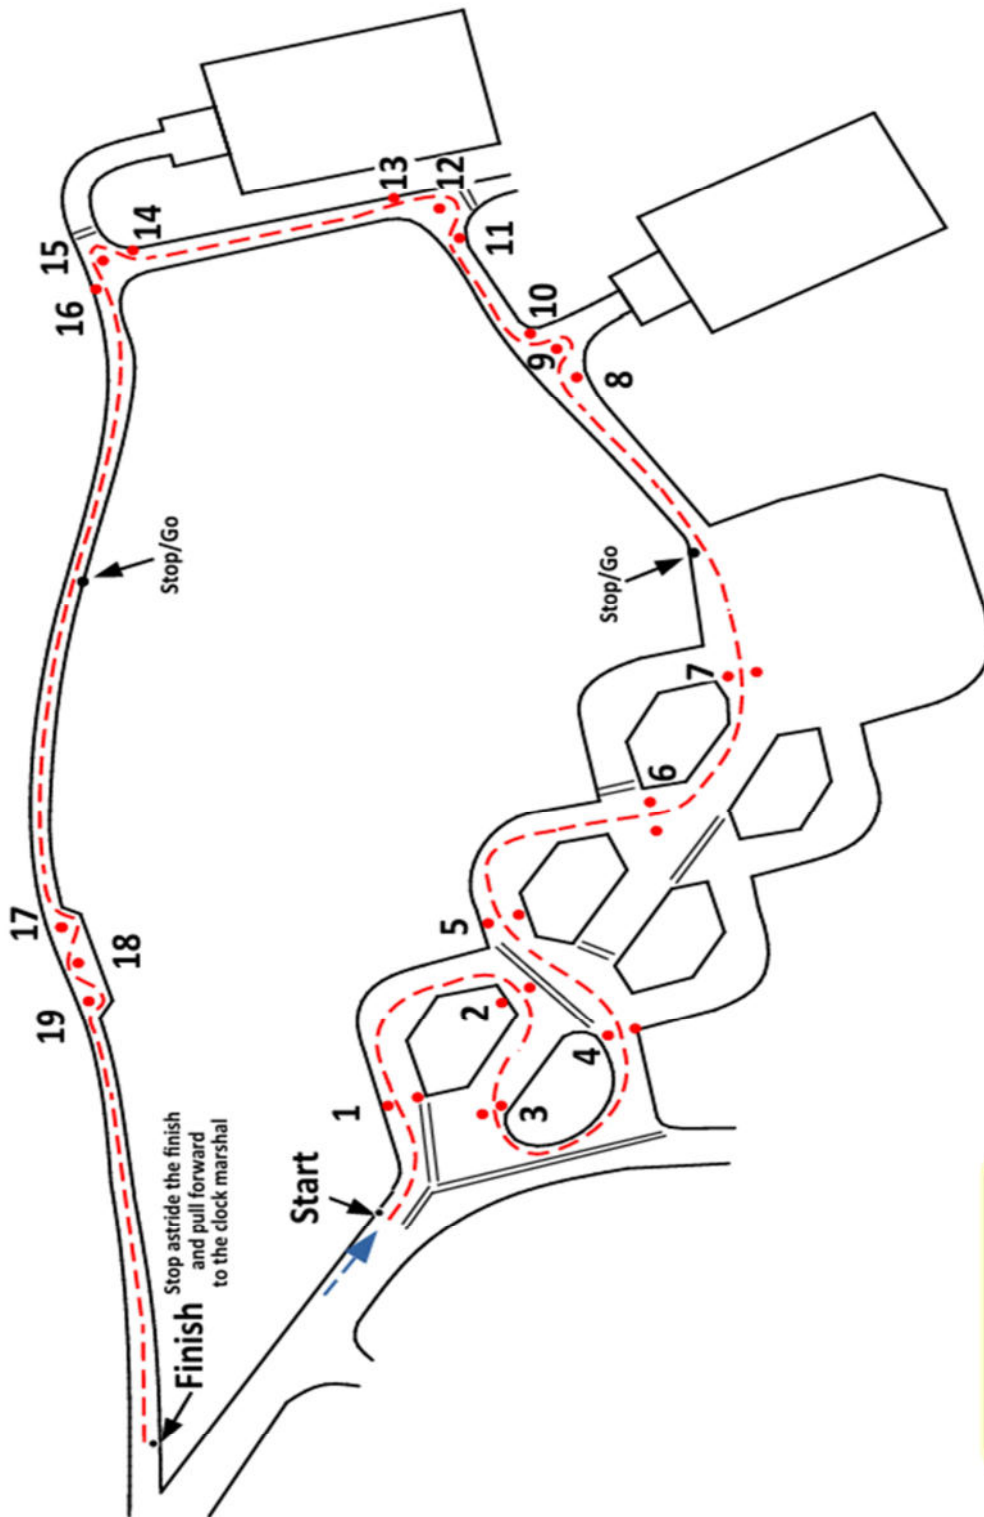 Start
1
2
3
4
5
6
7
Stop/Go
8
9
10
11
12
13
14
15
16
Stop/Go
17
18
19
Finish
Stop astride the finish
and pull forward
to the clock marshal